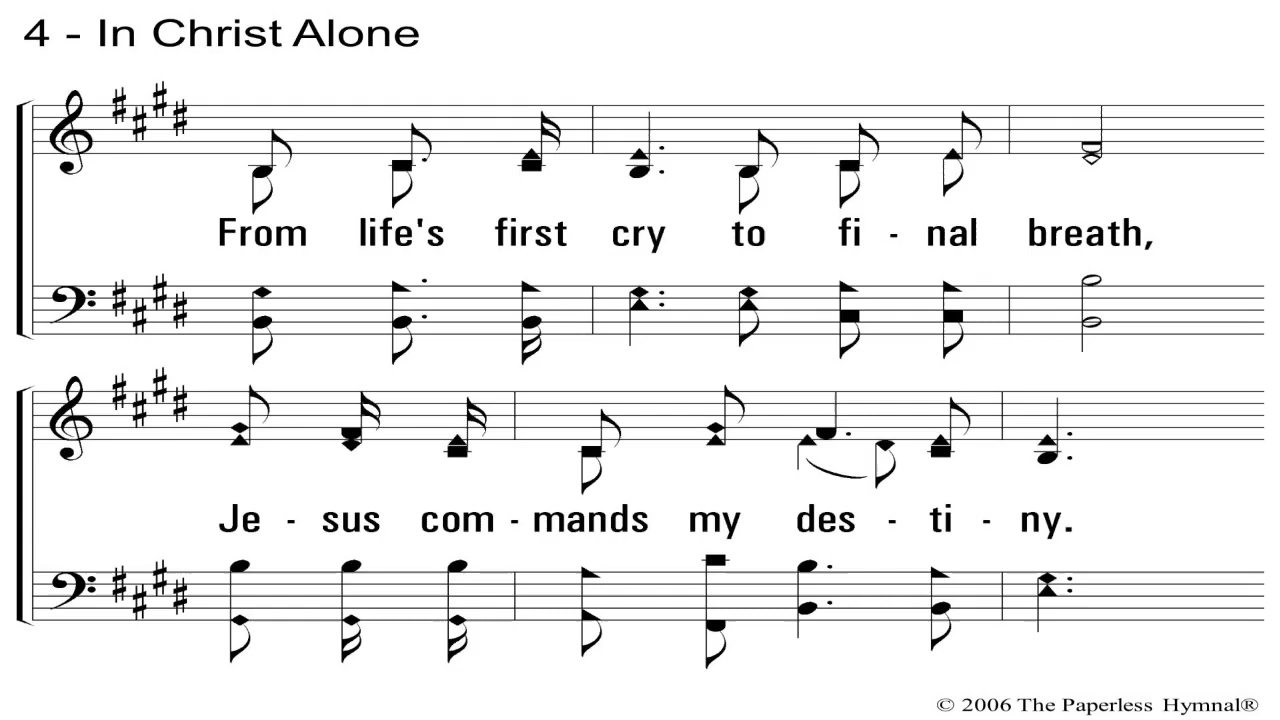 4 - In Christ Alone
From life's first cry to fi - nal breath,
Je - sus com - mands my des - ti - ny.
© 2006 The Paperless Hymnal®